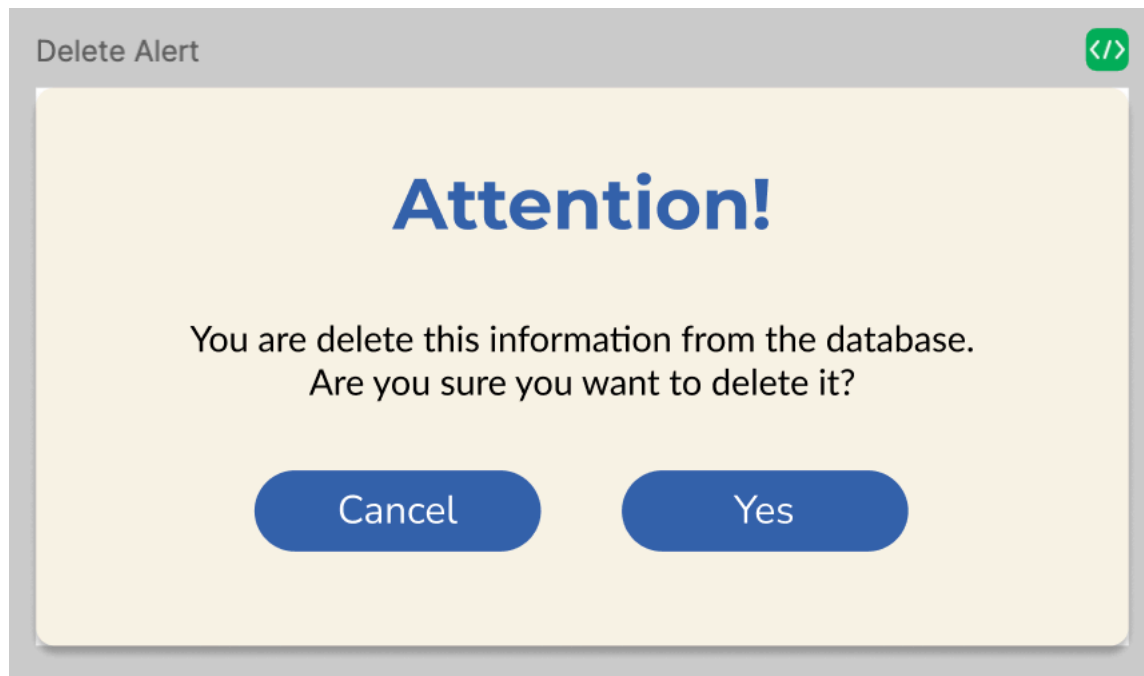 Delete Alert
</>
Attention!
You are delete this information from the database.
Are you sure you want to delete it?
Cancel
Yes